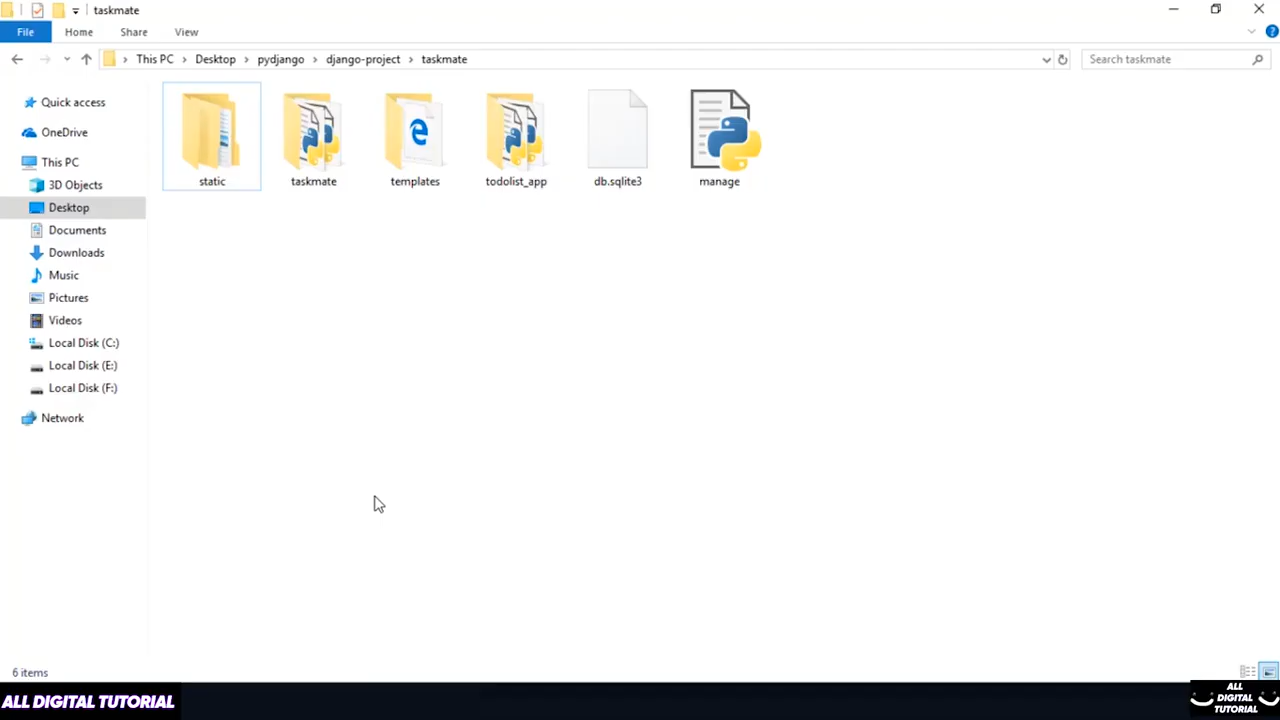 taskmate
File Home Share View
This PC Desktop pydjango django-project taskmate
Search taskmate
Quick access
OneDrive
This PC
3D Objects
Desktop
Documents
Downloads
Music
Pictures
Videos
Local Disk (C:)
Local Disk (E:)
Local Disk (F:)
Network
static taskmate templates todolist_app db.sqlite3 manage
6 items
ALL DIGITAL TUTORIAL
ALL
DIGITAL
TUTORIAL